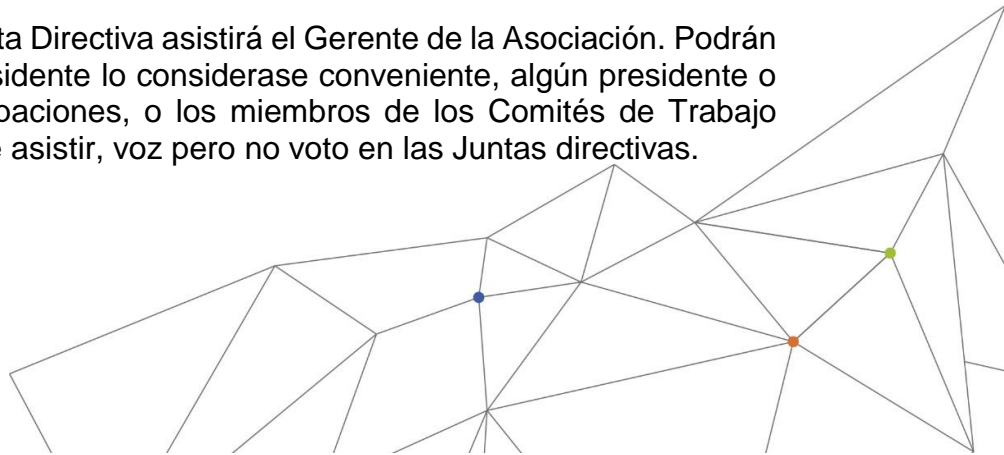 ta Directiva asistirá el Gerente de la Asociación. Podrán
sidente lo considerase conveniente, algún presidente o
paciones, o los miembros de los Comités de Trabajo
e asistir, voz pero no voto en las Juntas directivas.